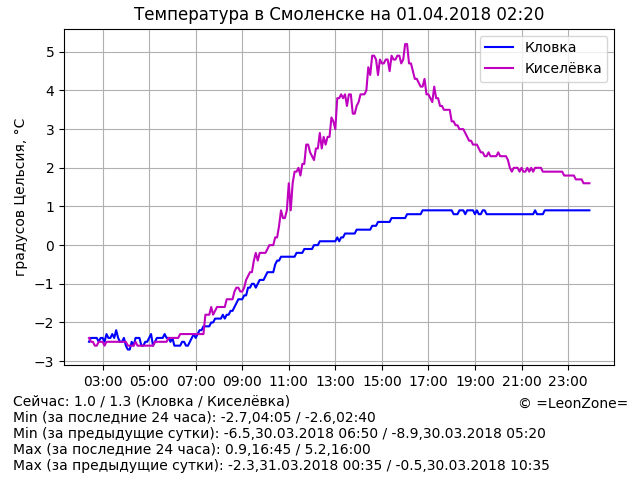 Температура в Смоленске на 01.04.2018 02:20
Кловка
Киселёвка
градусов Цельсия, °C
5
4
3
2
1
0
−1
−2
−3
03:00 05:00 07:00 09:00 11:00 13:00 15:00 17:00 19:00 21:00 23:00
Сейчас: 1.0 / 1.3 (Кловка / Киселёвка)
© =LeonZone=
Min (за последние 24 часа): -2.7,04:05 / -2.6,02:40
Min (за предыдущие сутки): -6.5,30.03.2018 06:50 / -8.9,30.03.2018 05:20
Max (за последние 24 часа): 0.9,16:45 / 5.2,16:00
Max (за предыдущие сутки): -2.3,31.03.2018 00:35 / -0.5,30.03.2018 10:35